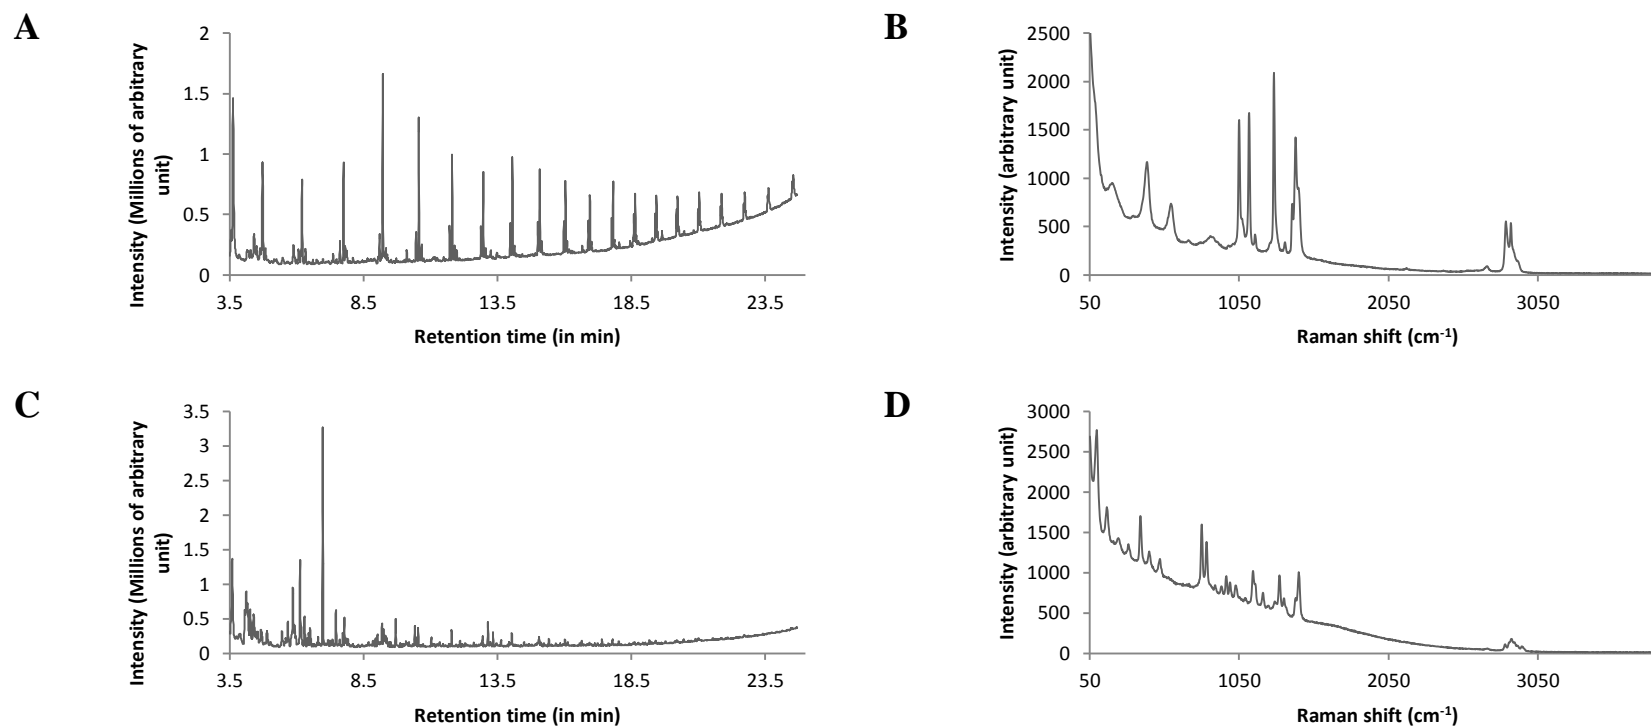 A
Intensity (Millions of arbitrary
unit)
2
1.5
1
0.5
0
3.5 8.5 13.5 18.5 23.5
Retention time (in min)
B
Intensity (arbitrary unit)
2500
2000
1500
1000
500
0
50 1050 2050 3050
Raman shift (cm-1)
C
Intensity (Millions of arbitrary
unit)
3.5
3
2.5
2
1.5
1
0.5
0
3.5 8.5 13.5 18.5 23.5
Retention time (in min)
D
Intensity (arbitrary unit)
3000
2500
2000
1500
1000
500
0
50 1050 2050 3050
Raman shift (cm-1)